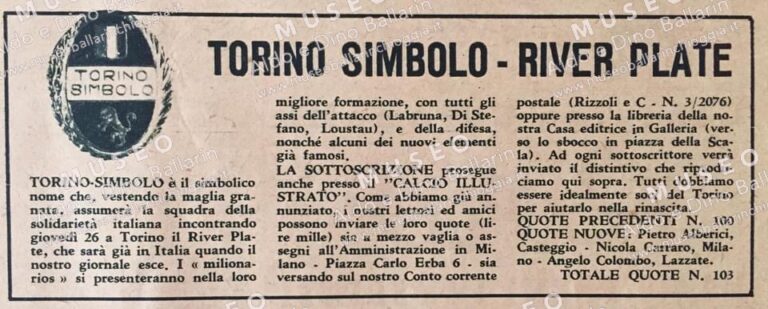 TORINO SIMBOLO - RIVER PLATE
TORINO
SIMBOLO
TORINO-SIMBOLO è il simbolico
nome che, vestendo la maglia gra-
nata, assumerà la squadra della
solidarietà italiana incontrando
giovedì 26 a Torino il River Pla-
te, che sarà già in Italia quando il
nostro giornale esce. I « miliona-
rios » si presenteranno nella loro
migliore formazione, con tutti gli
assi dell'attacco (Labruna, Di Ste-
fano, Loustau), e della difesa,
nonché alcuni dei nuovi elementi
già famosi.
LA SOTTOSCRIZIONE prosegue
anche presso il "CALCIO ILLU-
STRATO". Come abbiamo già an-
nunziato, i nostri lettori ed amici
possono inviare le loro quote (li-
re mille) sia a mezzo vaglia o as-
segni all'Amministrazione in Mi-
lano - Piazza Carlo Erba 6 - sia
versando sul nostro Conto corrente
postale (Rizzoli e C - N. 3/2076)
oppure presso la libreria della no-
stra Casa editrice in Galleria (ver-
so lo sbocco in piazza della Sca-
la). Ad ogni sottoscrittore verrà
inviato il distintivo che riprodu-
ciamo qui sopra. Tutti dobbiamo
essere idealmente soci del Torino
per aiutarlo nella rinascita.
QUOTE PRECEDENTI N. 100
QUOTE NUOVE: Pietro Alberici,
Casteggio - Nicola Carraro, Mila-
no - Angelo Colombo, Lazzate.
TOTALE QUOTE N. 103
MUSEO
Aldo e Dino Ballarin
www.museoballarinchioggia.it